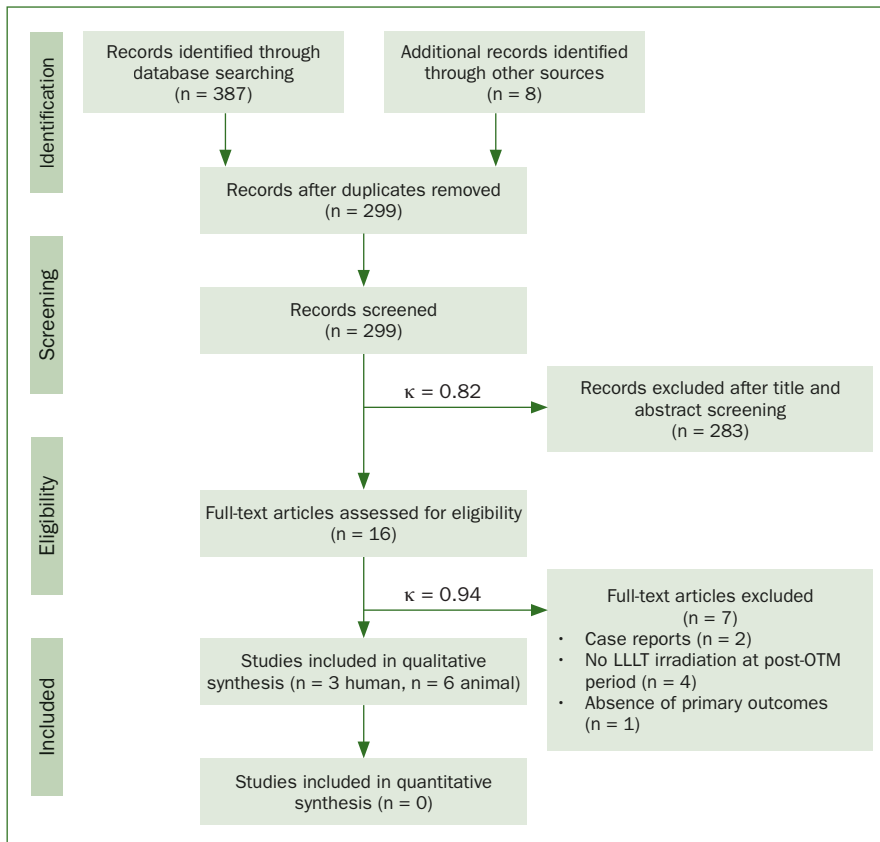 Identification
Records identified through
database searching
(n = 387)
Additional records identified
through other sources
(n = 8)
Records after duplicates removed
(n = 299)
Screening
Records screened
(n = 299)
κ = 0.82
Records excluded after title and
abstract screening
(n = 283)
Eligibility
Full-text articles assessed for eligibility
(n = 16)
κ = 0.94
Full-text articles excluded
(n = 7)
• Case reports (n = 2)
• No LLLT irradiation at post-OTM
period (n = 4)
• Absence of primary outcomes
(n = 1)
Included
Studies included in qualitative
synthesis (n = 3 human, n = 6 animal)
Studies included in quantitative
synthesis (n = 0)